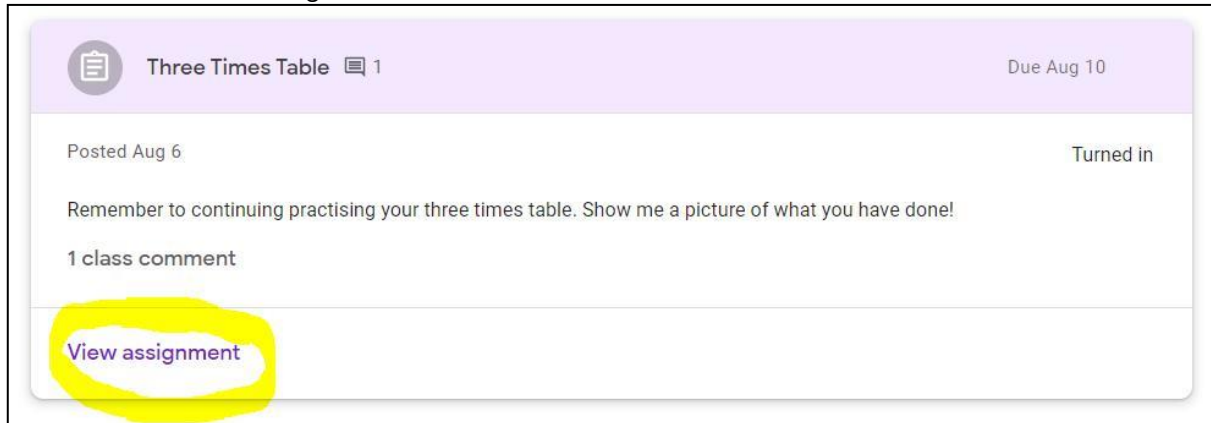 Three Times Table 1
Due Aug 10
Posted Aug 6
Turned in
Remember to continuing practising your three times table. Show me a picture of what you have done!
1 class comment
View assignment